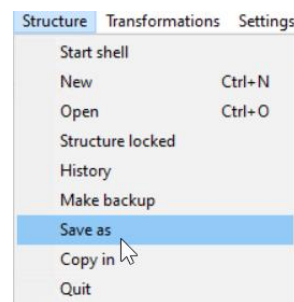 Structure Transformations Settings
Start shell
New Ctrl+N
Open Ctrl+O
Structure locked
History
Make backup
Save as
Copy in
Quit